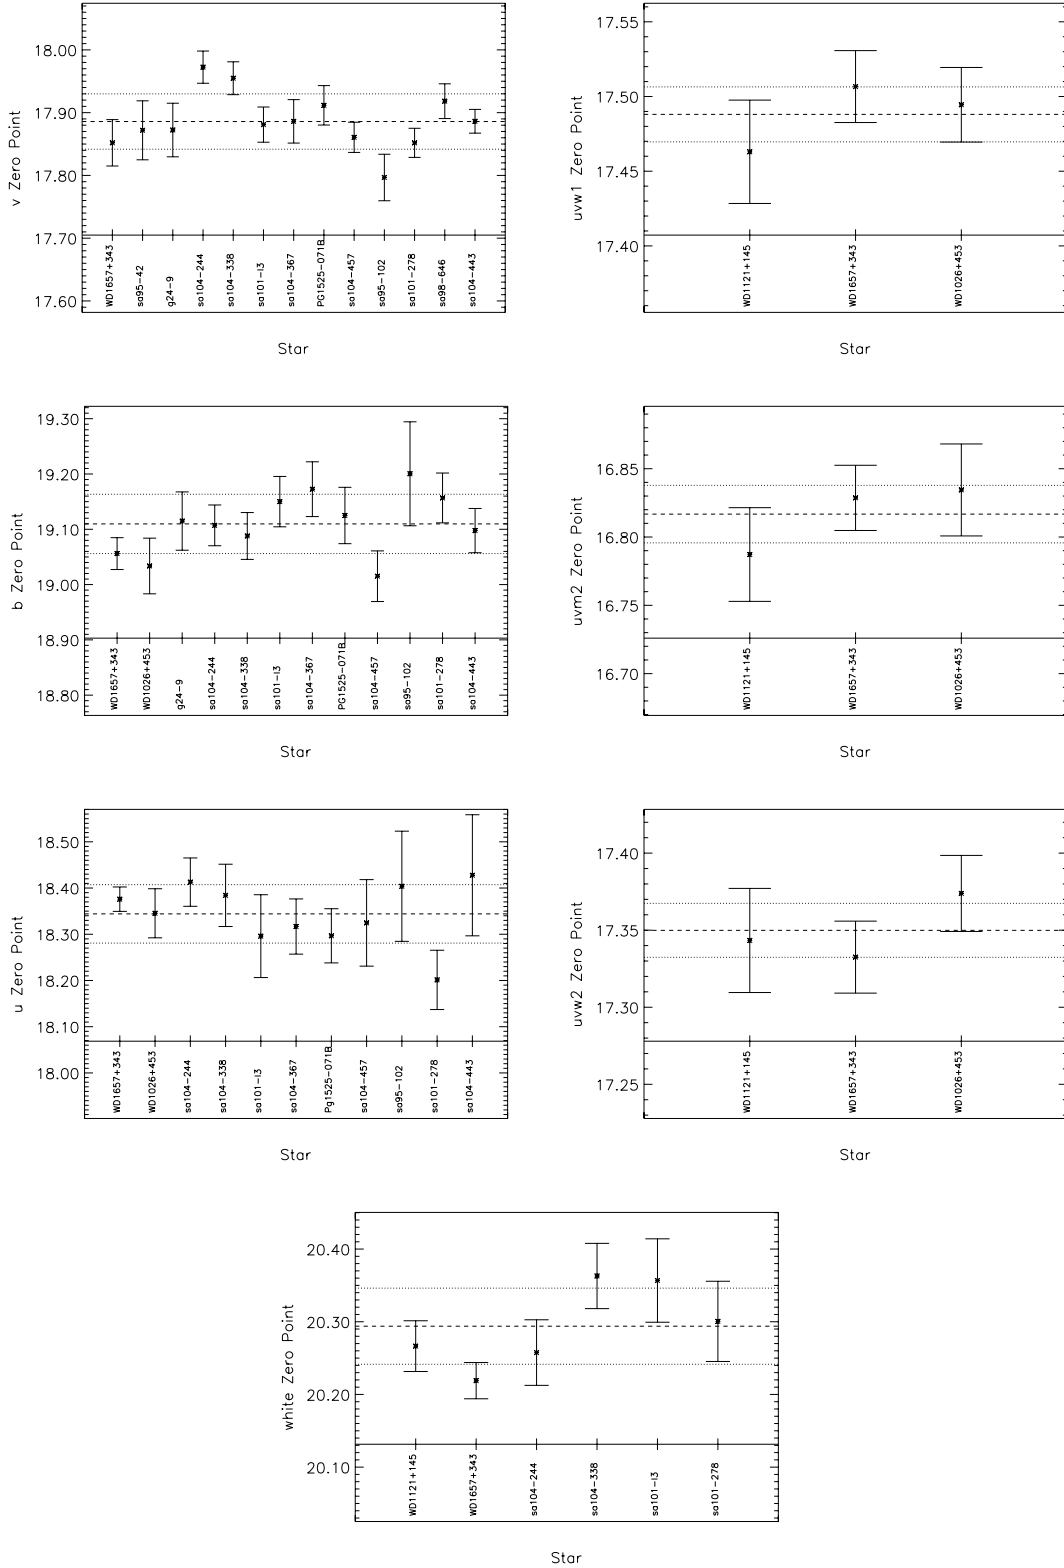 18.00
17.90
17.80
17.70
17.60
v Zero Point
WD1657+343
sa95-42
g24-9
sa104-244
sa104-338
sa101-13
sa104-367
PG1525-071B
sa104-457
sa95-102
sa101-278
sa98-646
sa104-443
Star
17.55
17.50
17.45
17.40
uvw1 Zero Point
WD1121+145
WD1657+343
WD1026+453
Star
19.30
19.20
19.10
19.00
18.90
18.80
b Zero Point
WD1657+343
WD1026+453
g24-9
sa104-244
sa104-338
sa101-13
sa104-367
PG1525-071B
sa104-457
sa95-102
sa101-278
sa104-443
Star
16.85
16.80
16.75
16.70
uvm2 Zero Point
WD1121+145
WD1657+343
WD1026+453
Star
18.50
18.40
18.30
18.20
18.10
18.00
u Zero Point
WD1657+343
WD1026+453
sa104-244
sa104-338
sa101-13
sa104-367
Pg1525-071B
sa104-457
sa95-102
sa101-278
sa104-443
Star
17.40
17.35
17.30
17.25
uvw2 Zero Point
WD1121+145
WD1657+343
WD1026+453
Star
20.40
20.30
20.20
20.10
white Zero Point
WD1121+145
WD1657+343
sa104-244
sa104-338
sa101-13
sa101-278
Star